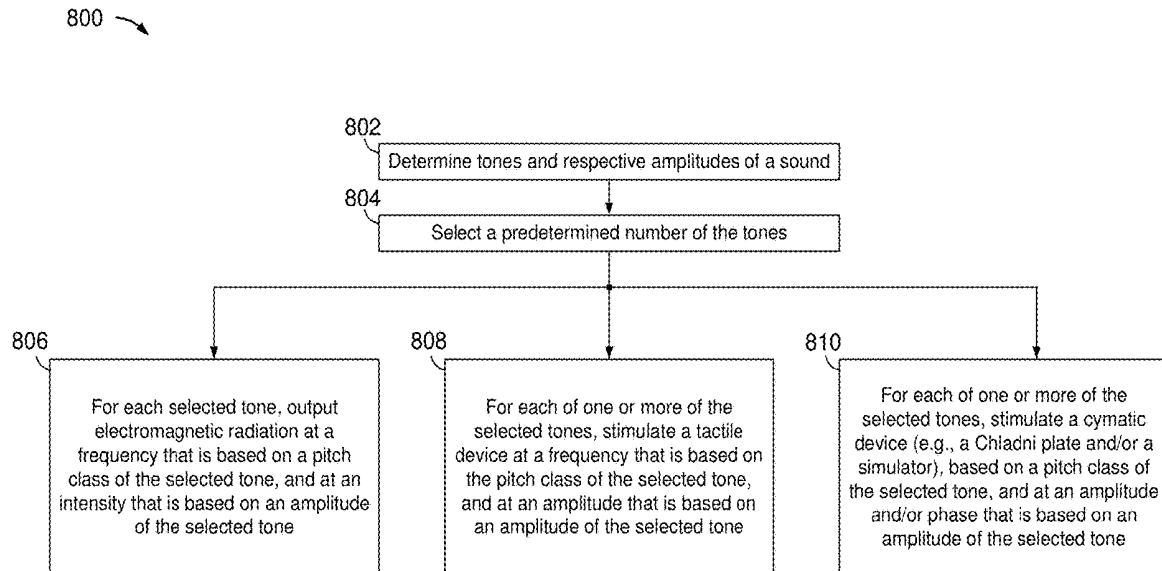 800
802
Determine tones and respective amplitudes of a sound
804
Select a predetermined number of the tones
806
For each selected tone, output
electromagnetic radiation at a
frequency that is based on a pitch
class of the selected tone, and at an
intensity that is based on an amplitude
of the selected tone
808
For each of one or more of the
selected tones, stimulate a tactile
device at a frequency that is based on
the pitch class of the selected tone,
and at an amplitude that is based on
an amplitude of the selected tone
810
For each of one or more of the
selected tones, stimulate a cymatic
device (e.g., a Chladni plate and/or a
simulator), based on a pitch class of
the selected tone, and at an amplitude
and/or phase that is based on an
amplitude of the selected tone